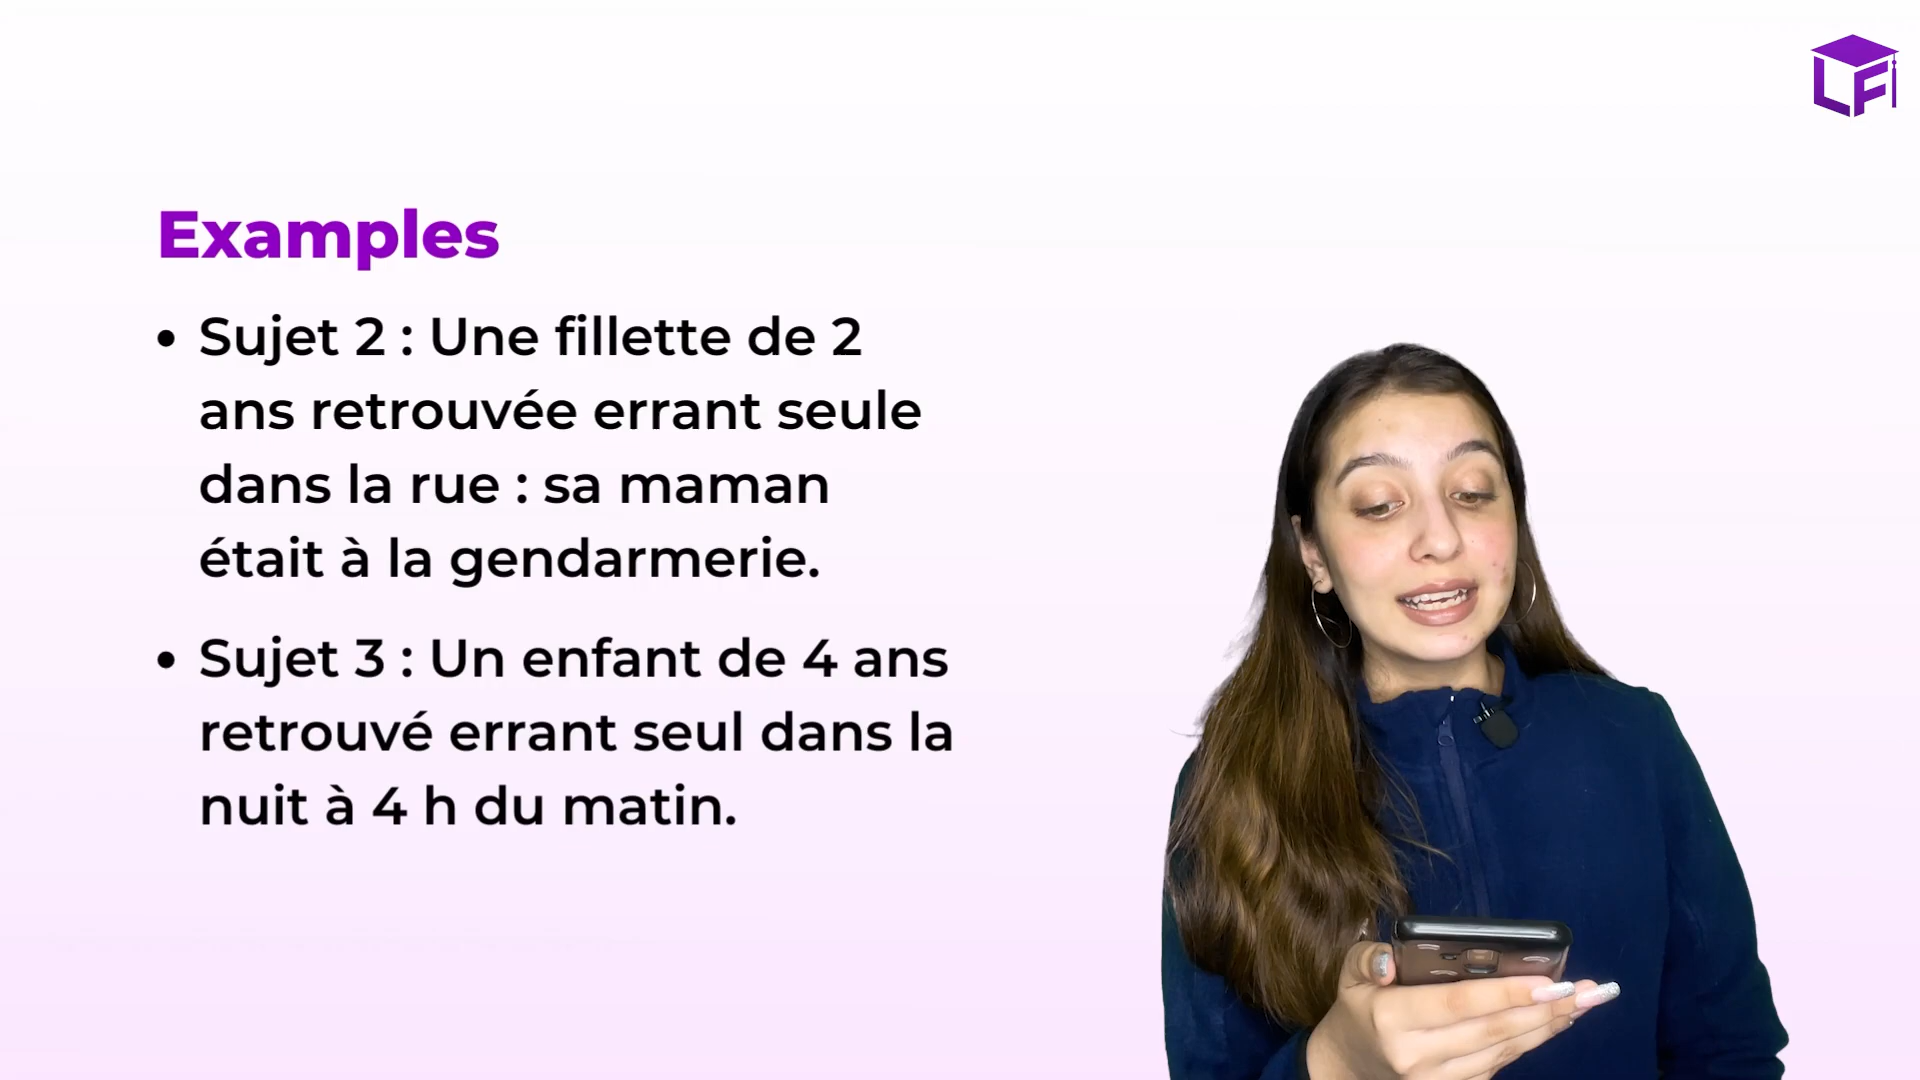 LF
Examples
• Sujet 2 : Une fillette de 2
ans retrouvée errant seule
dans la rue : sa maman
était à la gendarmerie.
• Sujet 3 : Un enfant de 4 ans
retrouvé errant seul dans la
nuit à 4 h du matin.